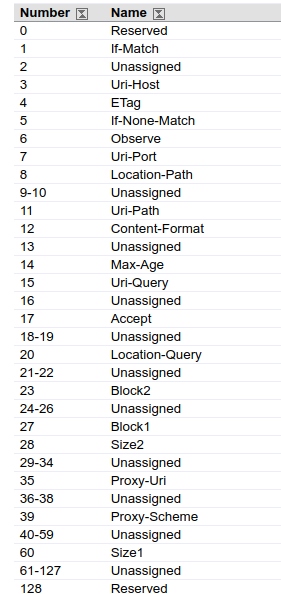 Number Name
0 Reserved
1 If-Match
2 Unassigned
3 Uri-Host
4 ETag
5 If-None-Match
6 Observe
7 Uri-Port
8 Location-Path
9-10 Unassigned
11 Uri-Path
12 Content-Format
13 Unassigned
14 Max-Age
15 Uri-Query
16 Unassigned
17 Accept
18-19 Unassigned
20 Location-Query
21-22 Unassigned
23 Block2
24-26 Unassigned
27 Block1
28 Size2
29-34 Unassigned
35 Proxy-Uri
36-38 Unassigned
39 Proxy-Scheme
40-59 Unassigned
60 Size1
61-127 Unassigned
128 Reserved